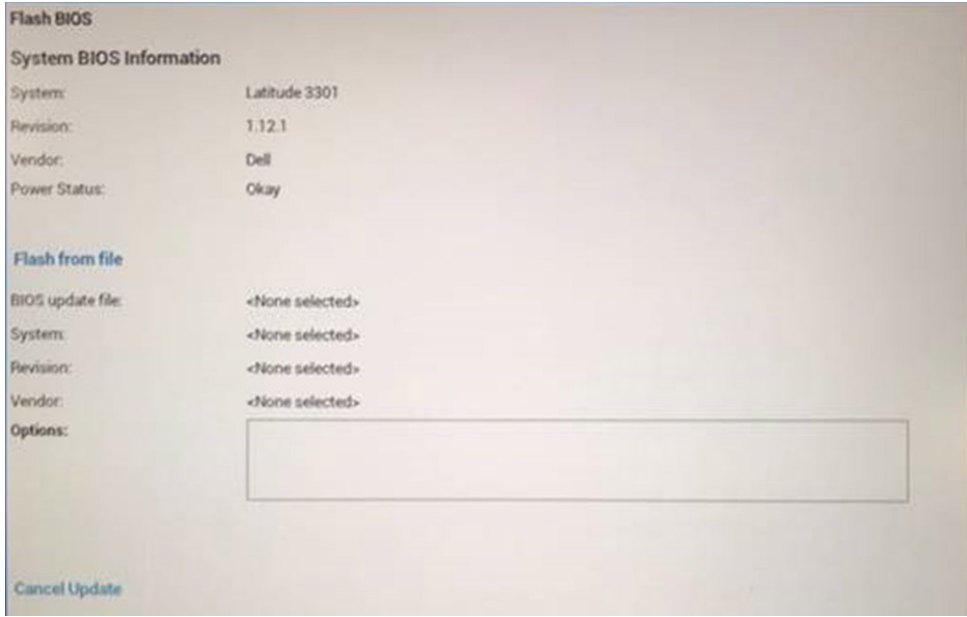 Flash BIOS
System BIOS Information
System: Latitude 3301
Revision: 1.12.1
Vendor: Dell
Power Status: Okay
Flash from file
BIOS update file: <None selected>
System: <None selected>
Revision: <None selected>
Vendor: <None selected>
Options:
Cancel Update